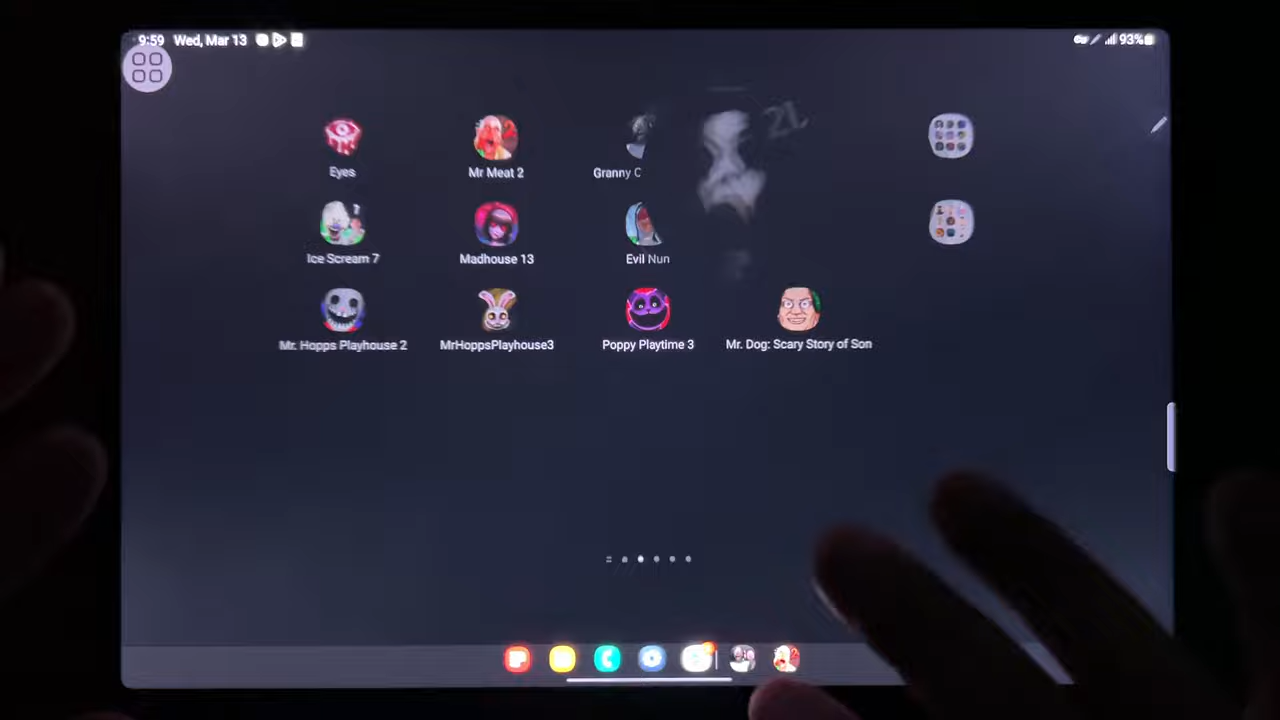 9:59 Wed, Mar 13
93%
Eyes
Mr Meat 2
Granny C
Ice Scream 7
Madhouse 13
Evil Nun
Mr. Hopps Playhouse 2
MrHoppsPlayhouse3
Poppy Playtime 3
Mr. Dog: Scary Story of Son